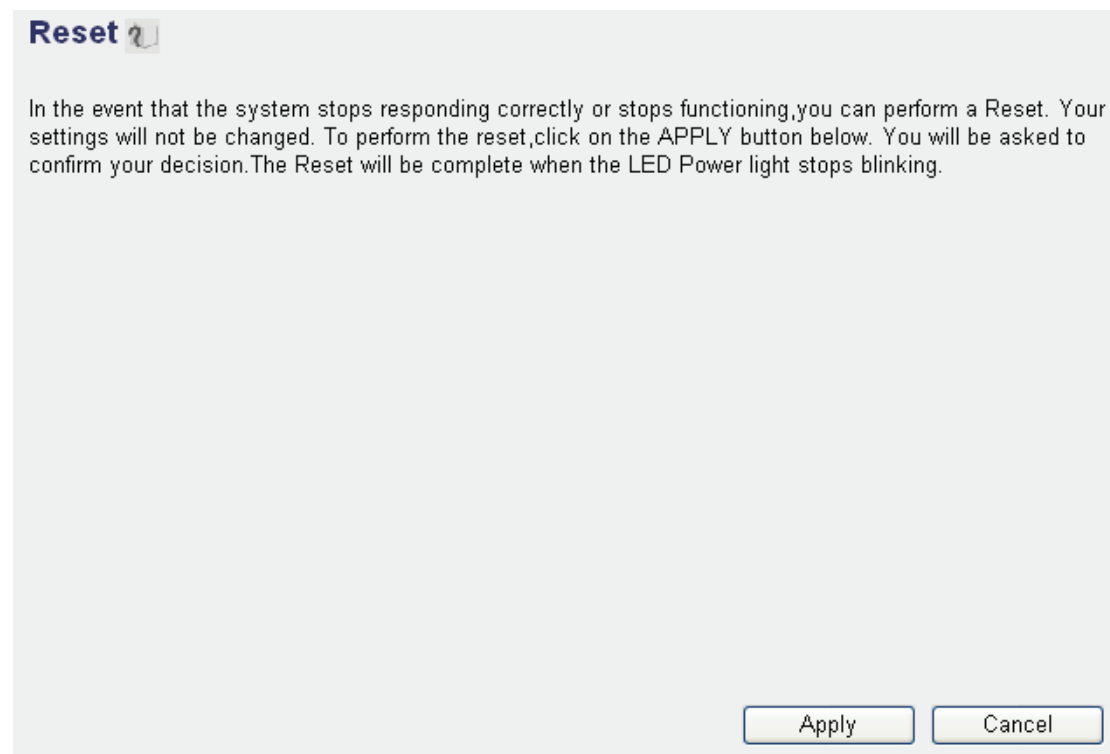 Reset
In the event that the system stops responding correctly or stops functioning,you can perform a Reset. Your
settings will not be changed. To perform the reset,click on the APPLY button below. You will be asked to
confirm your decision.The Reset will be complete when the LED Power light stops blinking.
Apply Cancel